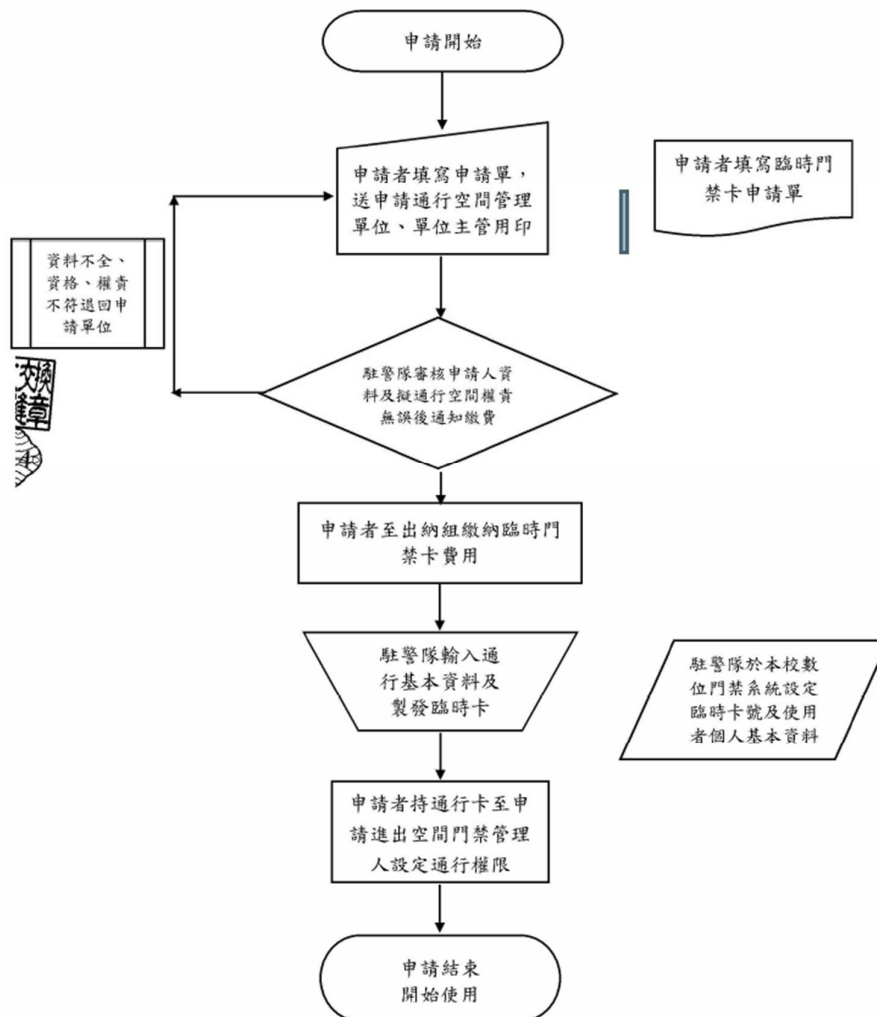 申請開始
申請者填寫申請單，
送申請通行空間管理
單位、單位主管用印
申請者填寫臨時門
禁卡申請單
資料不全、
資格、權責
不符退回申
請單位
駐警隊審核申請人資
料及擬通行空間權責
無誤後通知繳費
申請者至出納組繳納臨時門
禁卡費用
駐警隊輸入通
行基本資料及
製發臨時卡
駐警隊於本校數
位門禁系統設定
臨時卡號及使用
者個人基本資料
申請者持通行卡至申
請進出空間門禁管理
人設定通行權限
申請結束
開始使用